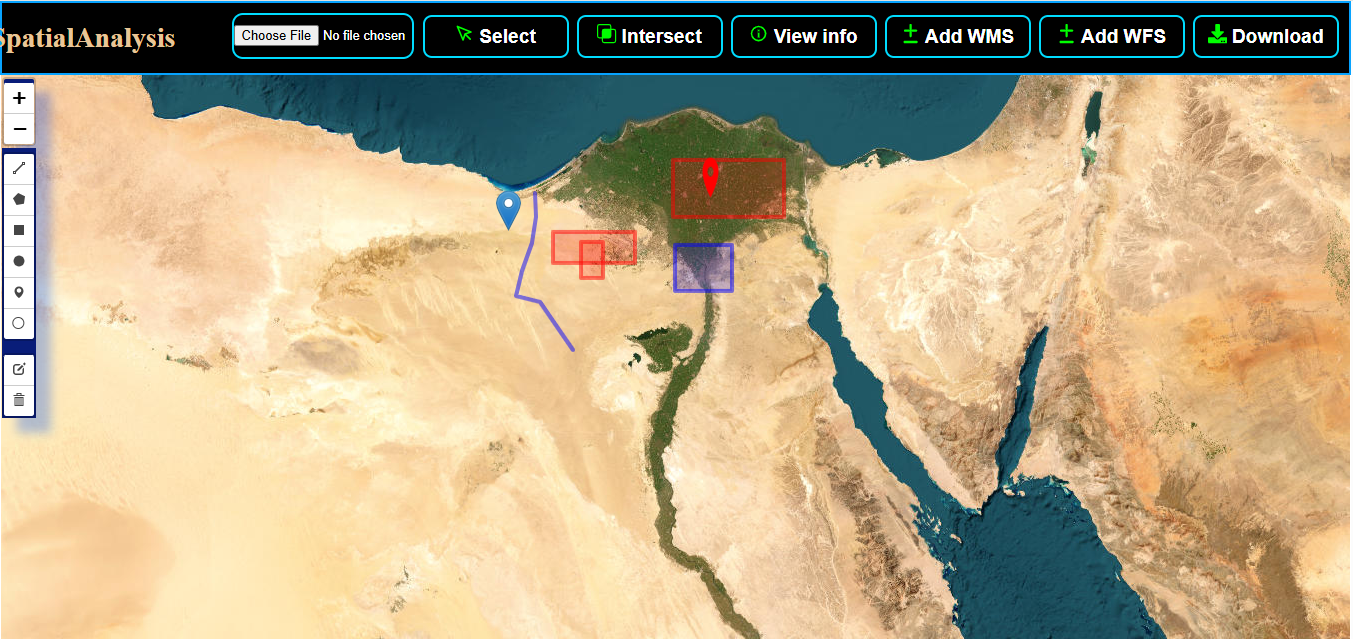 SpatialAnalysis
Choose File No file chosen
Select
Intersect
View info
Add WMS
Add WFS
Download
+
−